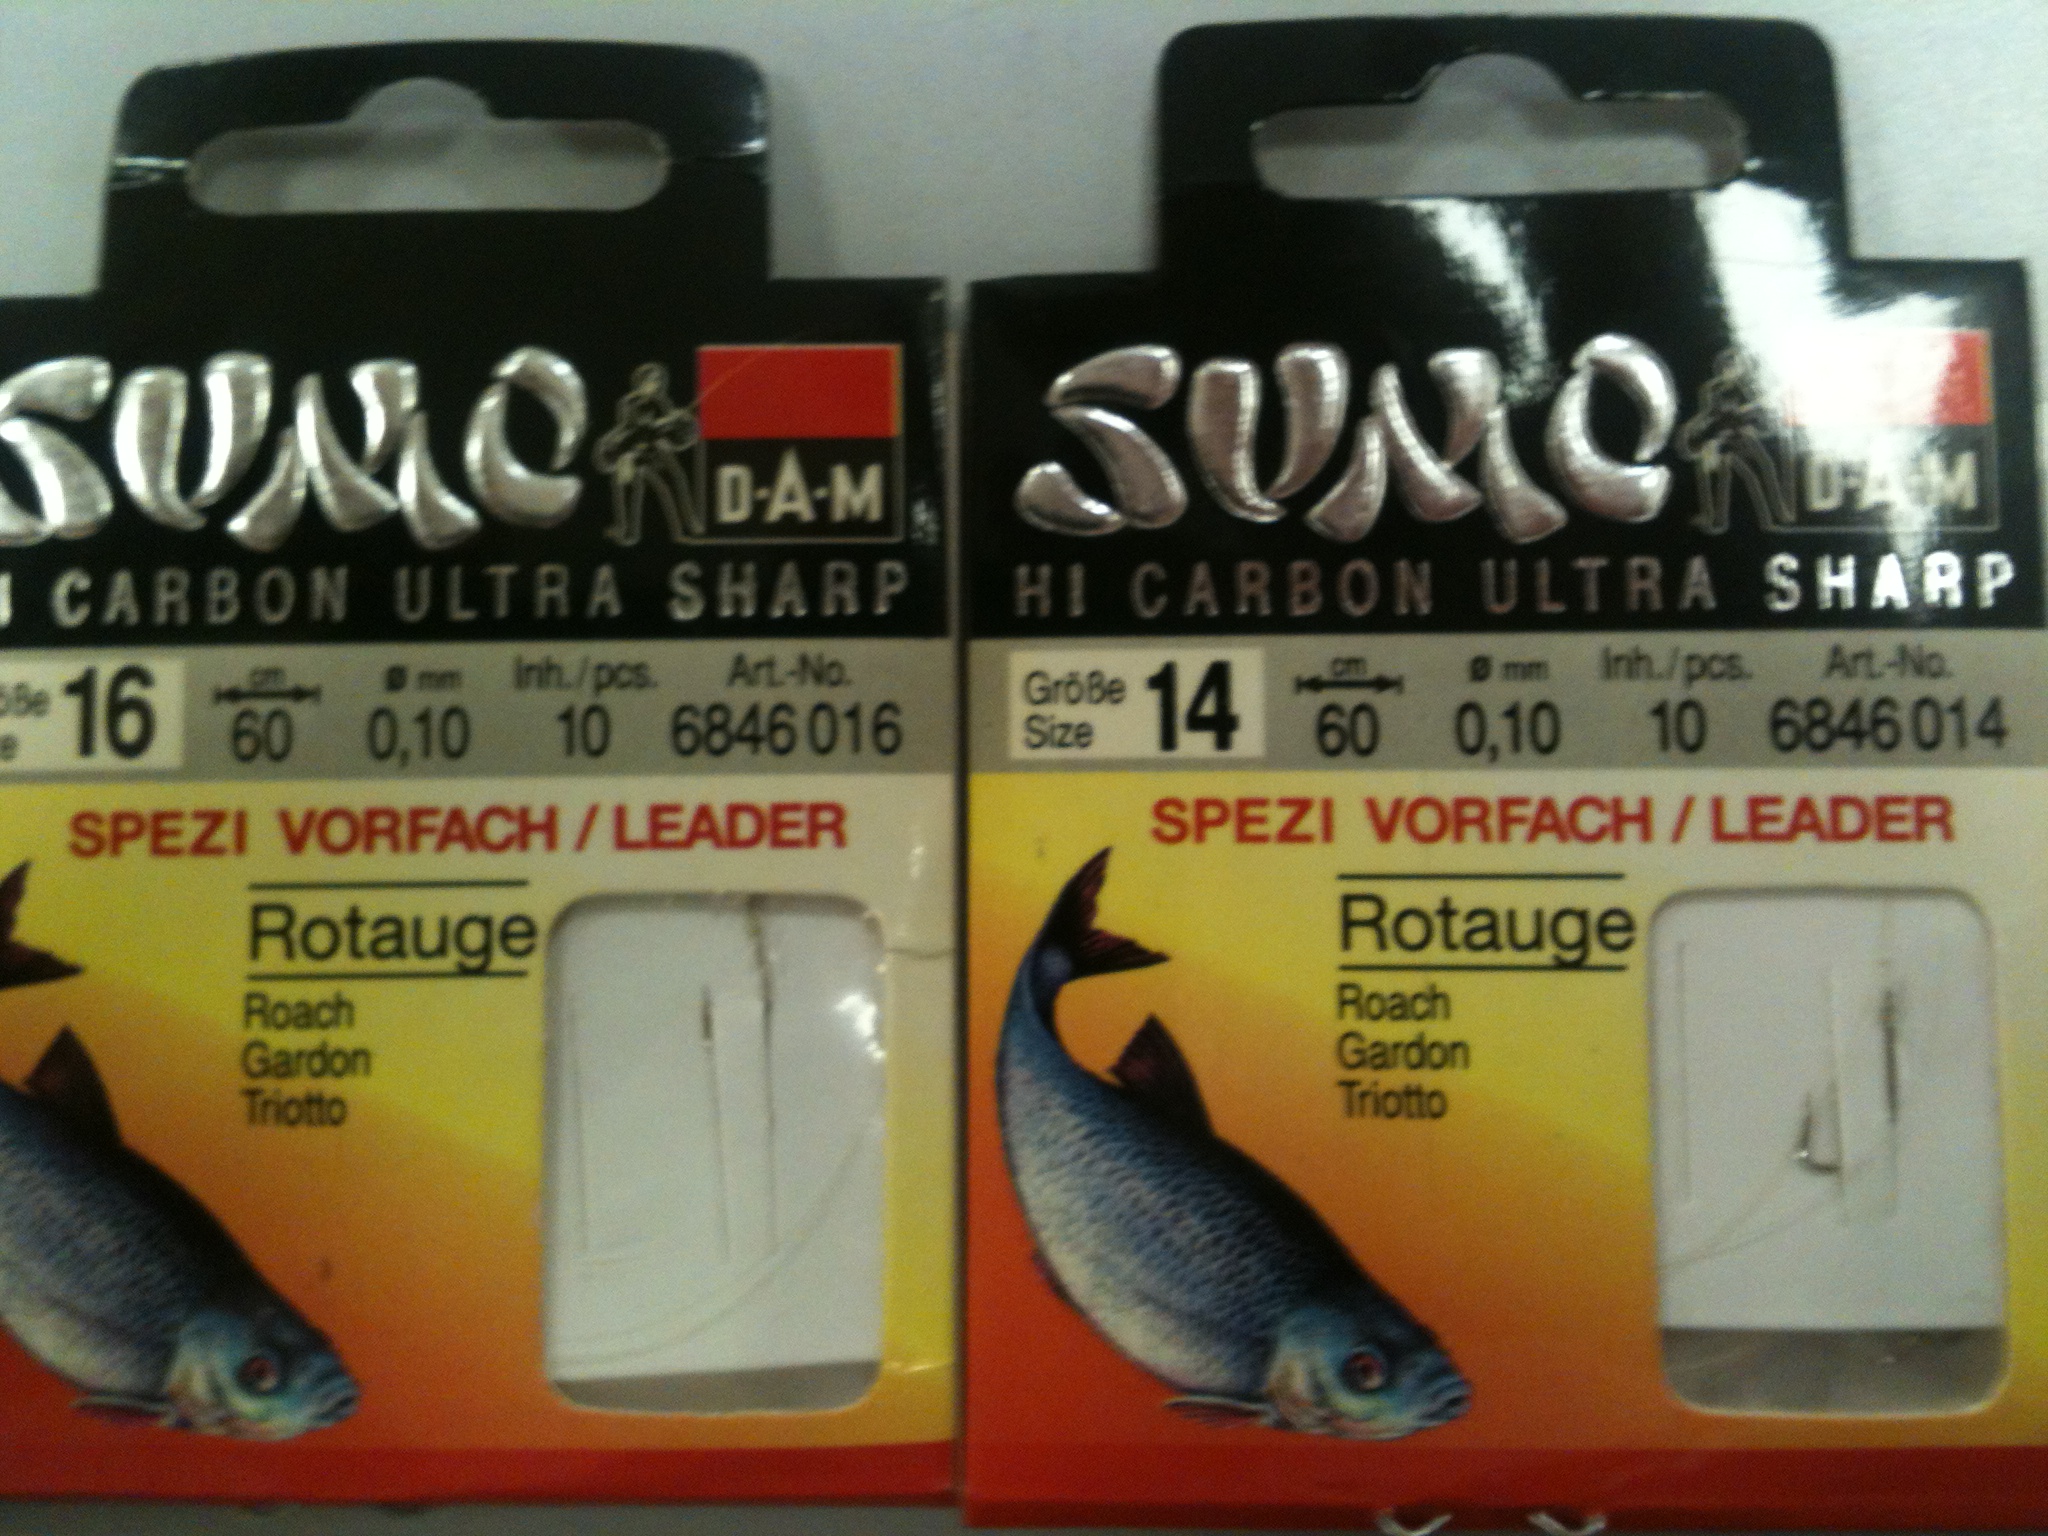 SUMO
D·A·M
I CARBON ULTRA SHARP
öße
e
16
cm
60
Ø mm
0,10
Inh./pcs.
10
Art.-No.
6846 016
SPEZI VORFACH / LEADER
Rotauge
Roach
Gardon
Triotto
SUMO
D·A·M
HI CARBON ULTRA SHARP
Größe
Size
14
cm
60
Ø mm
0,10
Inh./pcs.
10
Art.-No.
6846 014
SPEZI VORFACH / LEADER
Rotauge
Roach
Gardon
Triotto